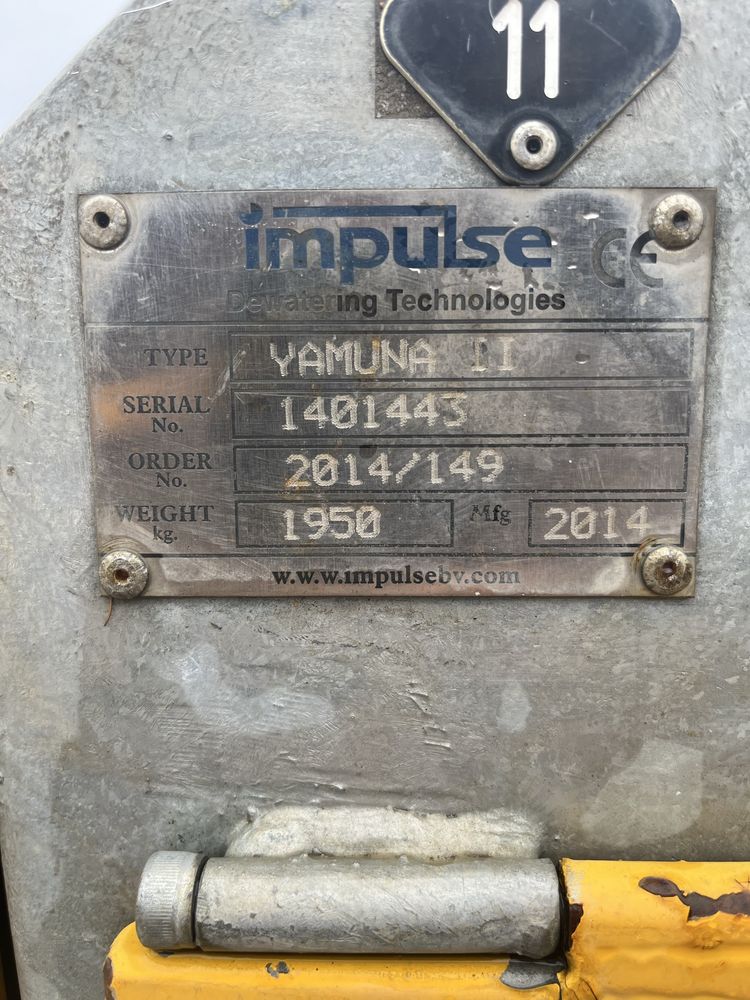 11
impulse
CE
Dewatering Technologies
TYPE YAMUNA II
SERIAL No. 1401443
ORDER No. 2014/149
WEIGHT kg. 1950 Mfg 2014
www.impulsebv.com